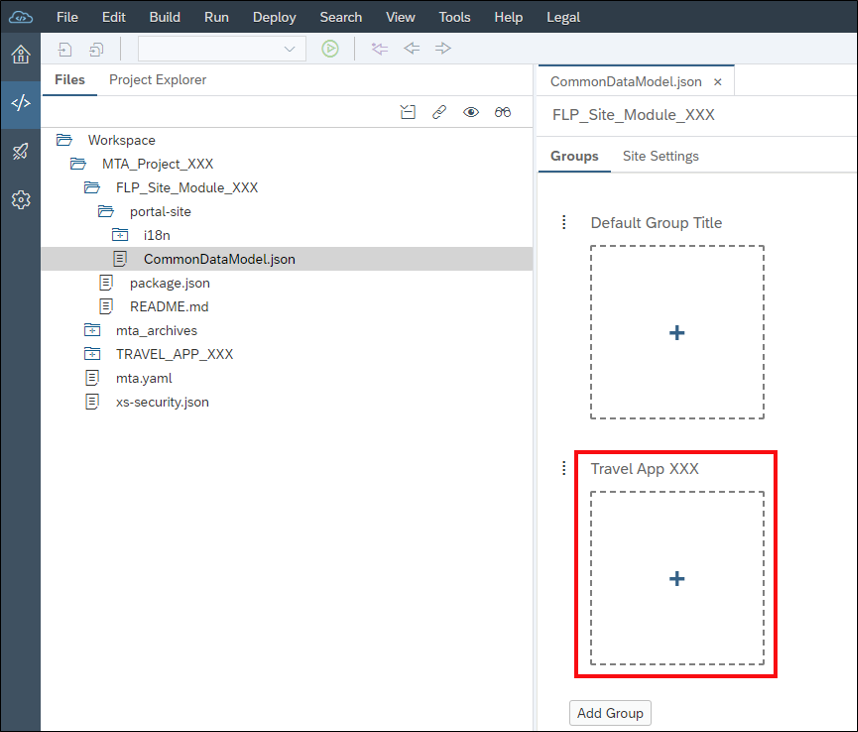 File Edit Build Run Deploy Search View Tools Help Legal
Files Project Explorer
CommonDataModel.json ×
FLP_Site_Module_XXX
Groups Site Settings
Workspace
MTA_Project_XXX
FLP_Site_Module_XXX
portal-site
i18n
CommonDataModel.json
package.json
README.md
mta_archives
TRAVEL_APP_XXX
mta.yaml
xs-security.json
Default Group Title
+
Travel App XXX
+
Add Group